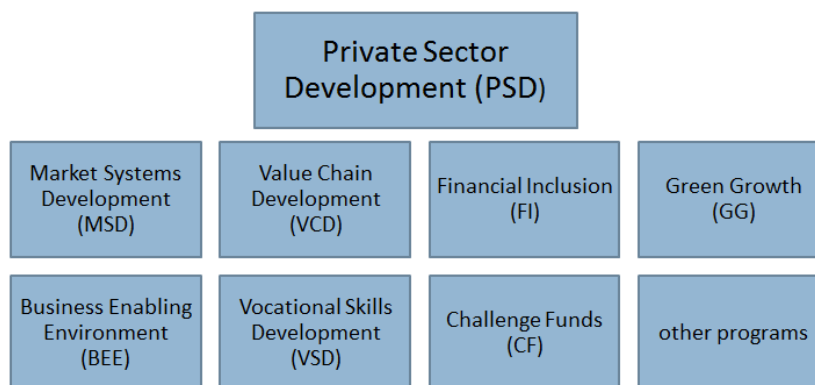 Private Sector
Development (PSD)
Market Systems
Development
(MSD)
Value Chain
Development
(VCD)
Financial Inclusion
(FI)
Green Growth
(GG)
Business Enabling
Environment
(BEE)
Vocational Skills
Development
(VSD)
Challenge Funds
(CF)
other programs